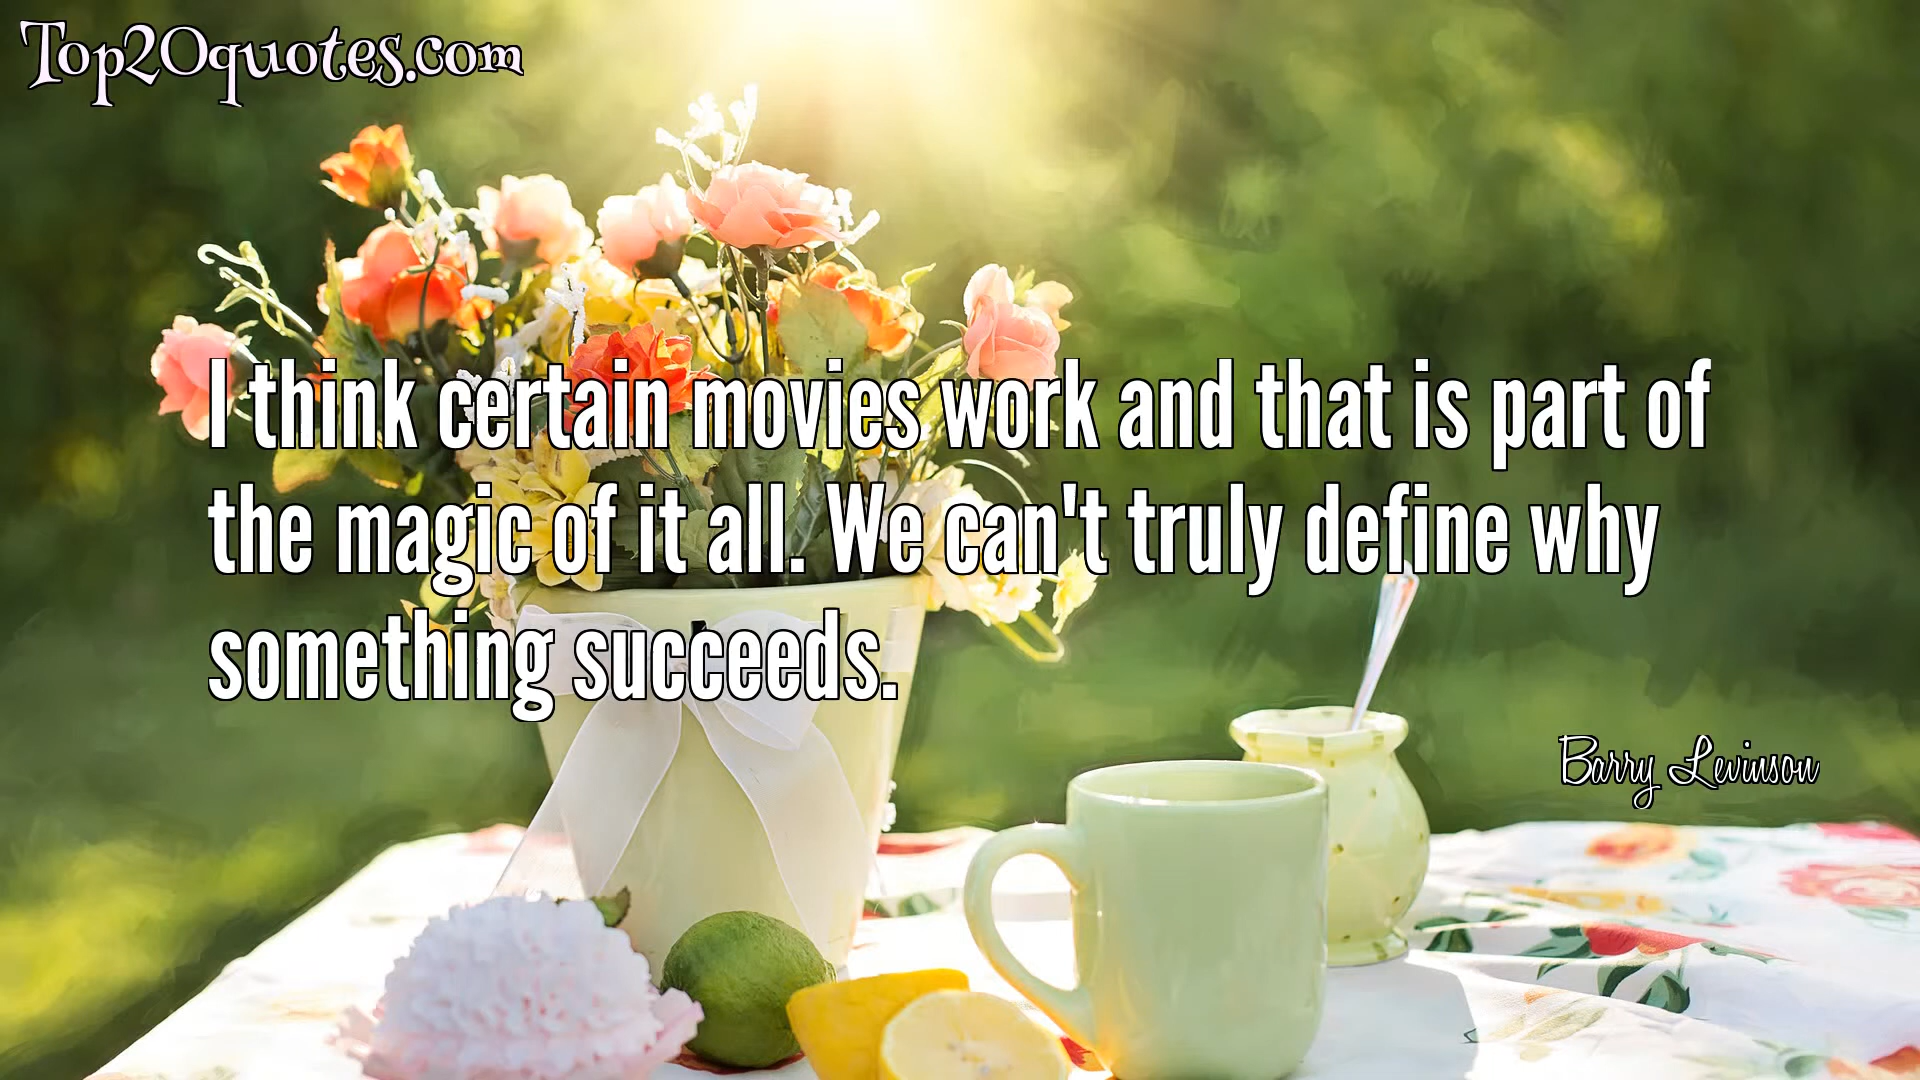 Top20quotes.com
I think certain movies work and that is part of
the magic of it all. We can't truly define why
something succeeds.
Barry Levinson